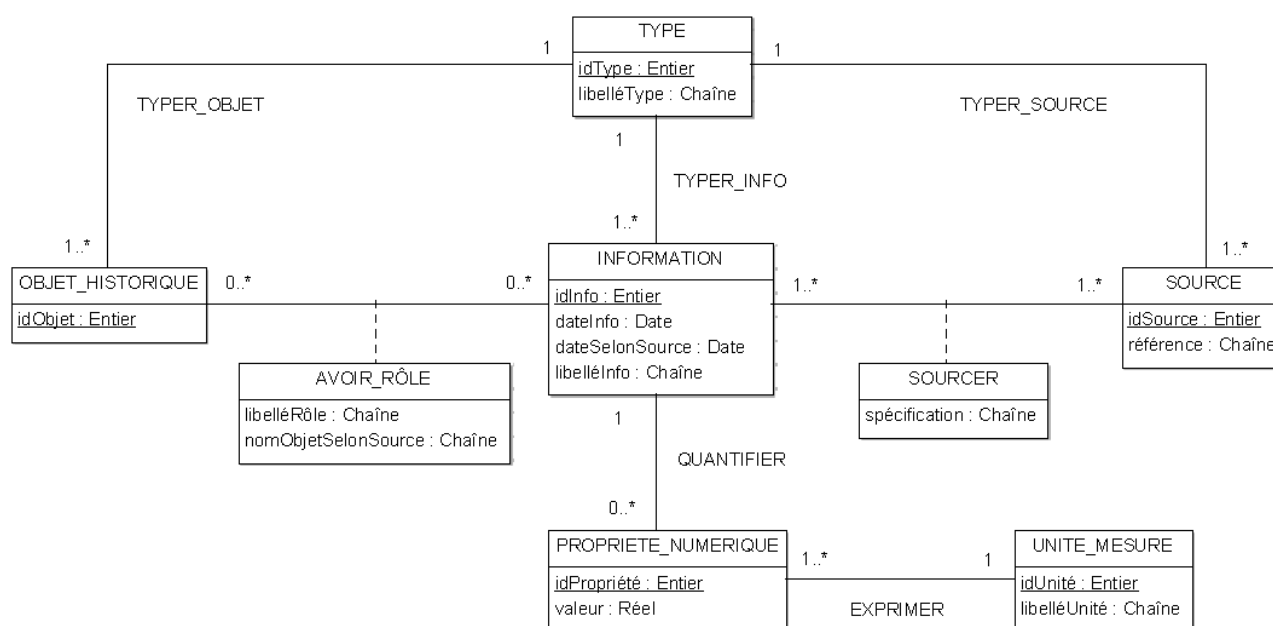 TYPE
1
1
idType : Entier
libelléType : Chaîne
TYPER_OBJET
TYPER_SOURCE
1
TYPER_INFO
1..*
1..*
1..*
OBJET_HISTORIQUE
idObjet : Entier
0..*
0..*
INFORMATION
idInfo : Entier
dateInfo : Date
dateSelonSource : Date
libelléInfo : Chaîne
1..*
1..*
SOURCE
idSource : Entier
référence : Chaîne
AVOIR_RÔLE
libelléRôle : Chaîne
nomObjetSelonSource : Chaîne
SOURCER
spécification : Chaîne
1
QUANTIFIER
0..*
PROPRIETE_NUMERIQUE
idPropriété : Entier
valeur : Réel
1..*
1
EXPRIMER
UNITE_MESURE
idUnité : Entier
libelléUnité : Chaîne